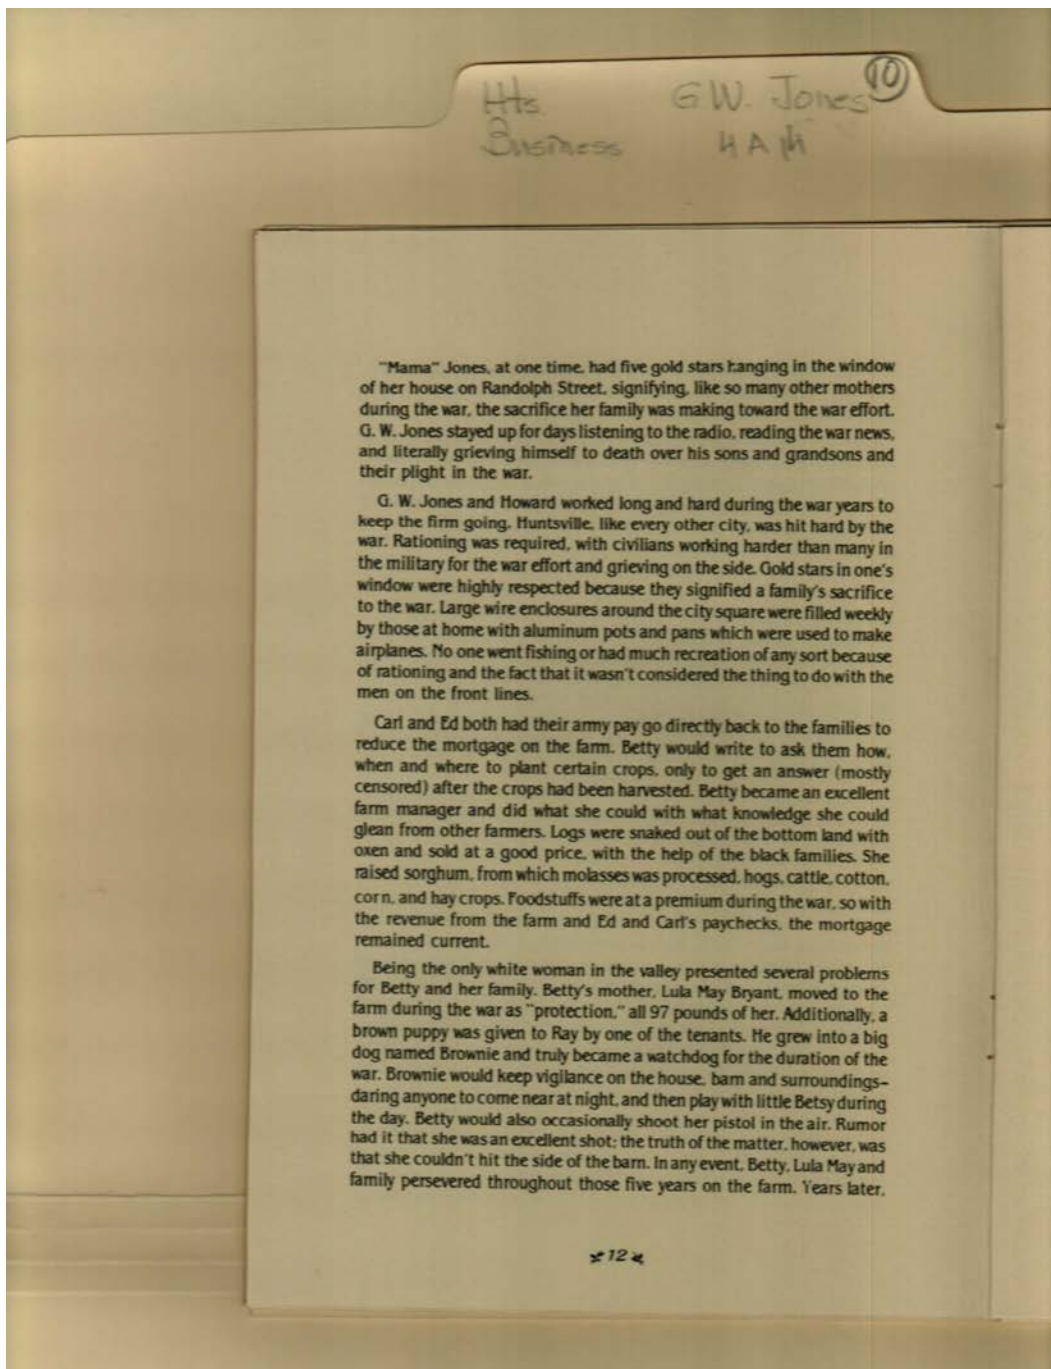 Hts. G W. Jones 10
Business
"Mama" Jones, at one time, had five gold stars hanging in the window
of her house on Randolph Street, signifying, like so many other mothers
during the war, the sacrifice her family was making toward the war effort.
G. W. Jones stayed up for days listening to the radio, reading the war news,
and literally grieving himself to death over his sons and grandsons and
their plight in the war.
G. W. Jones and Howard worked long and hard during the war years to
keep the firm going. Huntsville, like every other city, was hit hard by the
war. Rationing was required, with civilians working harder than many in
the military for the war effort and grieving on the side. Gold stars in one's
window were highly respected because they signified a family's sacrifice
to the war. Large wire enclosures around the city square were filled weekly
by those at home with aluminum pots and pans which were used to make
airplanes. No one went fishing or had much recreation of any sort because
of rationing and the fact that it wasn't considered the thing to do with the
men on the front lines.
Carl and Ed both had their army pay go directly back to the families to
reduce the mortgage on the farm. Betty would write to ask them how,
when and where to plant certain crops, only to get an answer (mostly
censored) after the crops had been harvested. Betty became an excellent
farm manager and did what she could with what knowledge she could
glean from other farmers. Logs were snaked out of the bottom land with
oxen and sold at a good price, with the help of the black families. She
raised sorghum, from which molasses was processed, hogs, cattle, cotton,
corn, and hay crops. Foodstuffs were at a premium during the war, so with
the revenue from the farm and Ed and Carl's paychecks, the mortgage
remained current.
Being the only white woman in the valley presented several problems
for Betty and her family. Betty's mother, Lula May Bryant, moved to the
farm during the war as "protection," all 97 pounds of her. Additionally, a
brown puppy was given to Ray by one of the tenants. He grew into a big
dog named Brownie and truly became a watchdog for the duration of the
war. Brownie would keep vigilance on the house, barn and surroundings–
daring anyone to come near at night, and then play with little Betsy during
the day. Betty would also occasionally shoot her pistol in the air. Rumor
had it that she was an excellent shot; the truth of the matter, however, was
that she couldn't hit the side of the barn. In any event, Betty, Lula May and
family persevered throughout those five years on the farm. Years later,
12